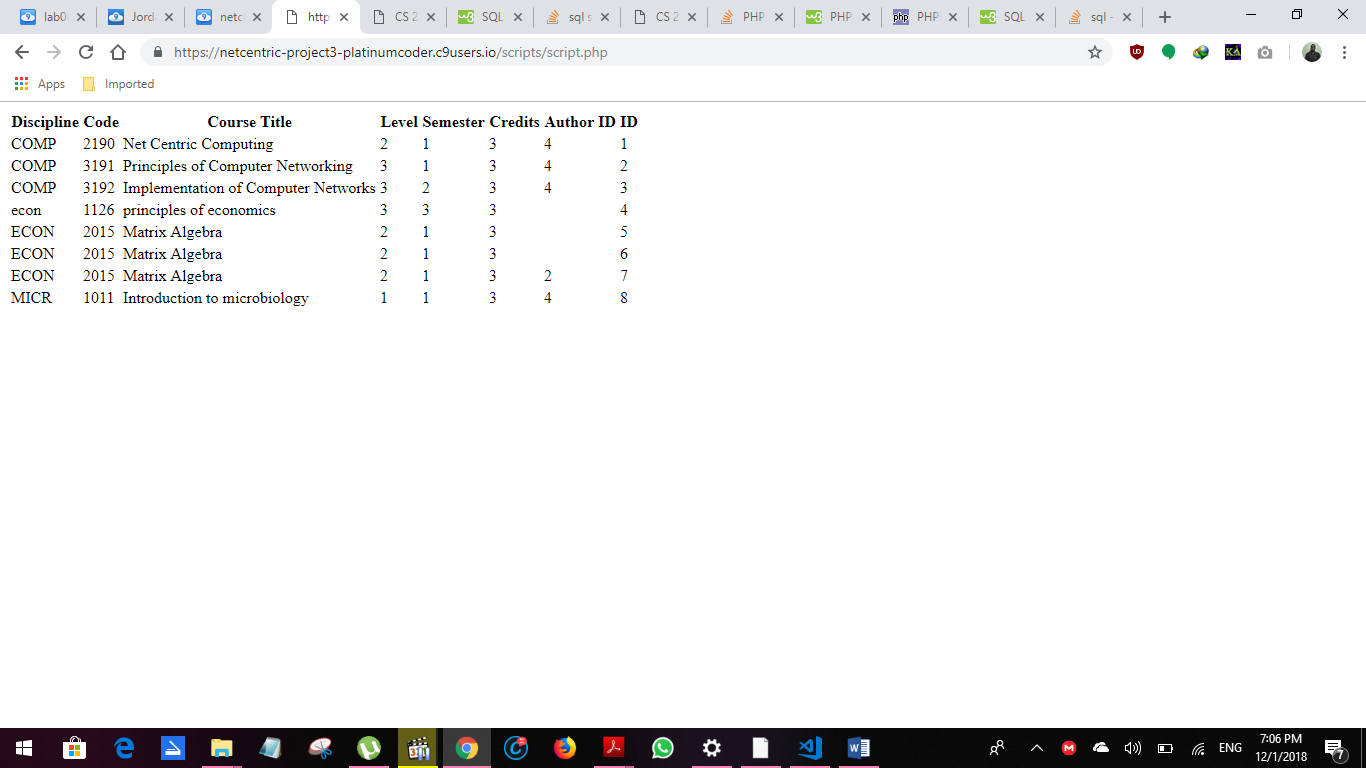 lab0 Jord netc http CS 2 SQL sql s CS 2 PHP PHP php PHP SQL sql -
https://netcentric-project3-platinumcoder.c9users.io/scripts/script.php
Apps Imported
Discipline Code Course Title Level Semester Credits Author ID ID
COMP 2190 Net Centric Computing 2 1 3 4 1
COMP 3191 Principles of Computer Networking 3 1 3 4 2
COMP 3192 Implementation of Computer Networks 3 2 3 4 3
econ 1126 principles of economics 3 3 3 4
ECON 2015 Matrix Algebra 2 1 3 5
ECON 2015 Matrix Algebra 2 1 3 6
ECON 2015 Matrix Algebra 2 1 3 2 7
MICR 1011 Introduction to microbiology 1 1 3 4 8
ENG 7:06 PM
12/1/2018 7